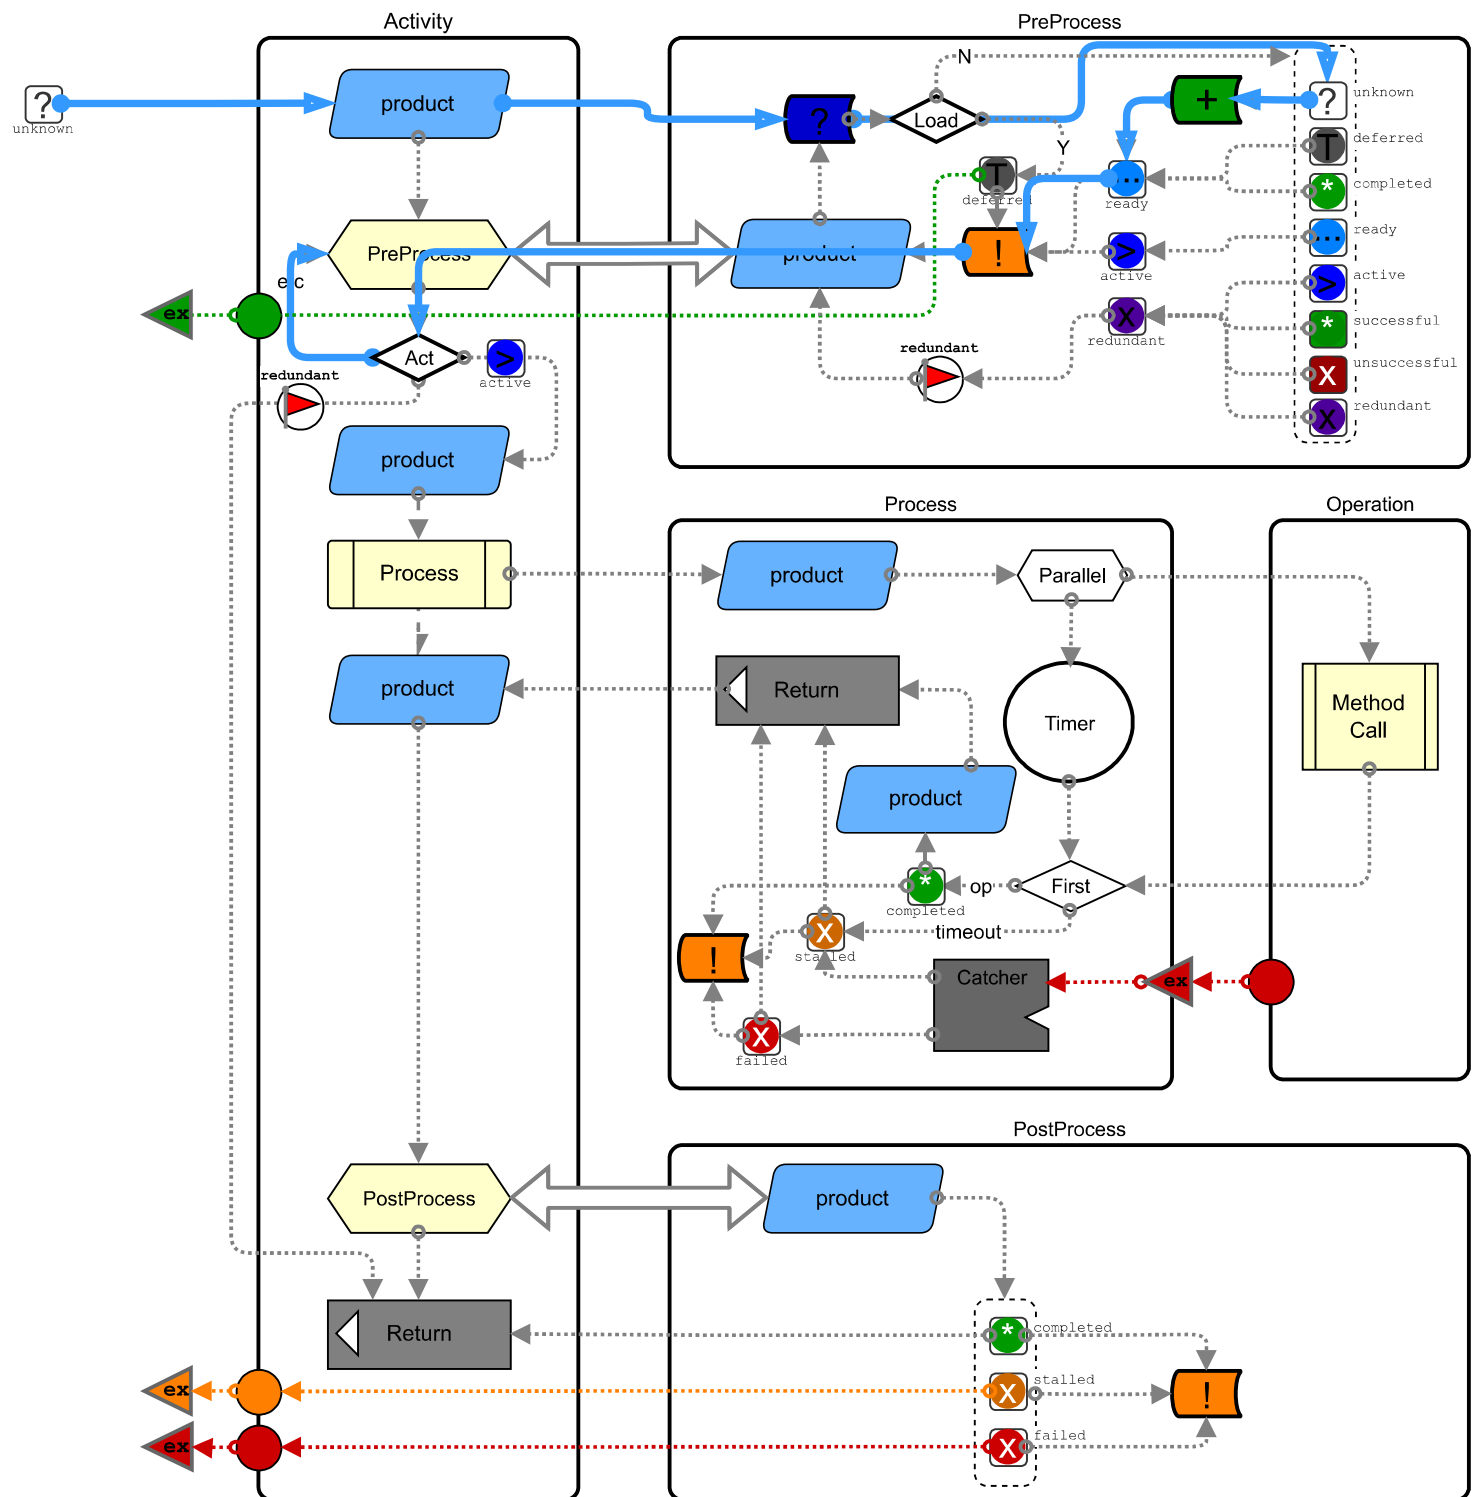 Activity
PreProcess
?
unknown
product
?
Load
N
Y
+
?
unknown
T
deferred
*
completed
...
ready
>
active
*
successful
x
unsuccessful
x
redundant
T
deferred
...
ready
PreProcess
product
!
>
active
x
redundant
redundant
etc
ex
Act
>
active
redundant
product
Process
product
Process
Operation
product
Parallel
Return
Timer
Method
Call
product
*
completed
op
First
x
stalled
timeout
!
Catcher
ex
x
failed
PostProcess
PostProcess
product
Return
*
completed
x
stalled
!
x
failed
ex
ex